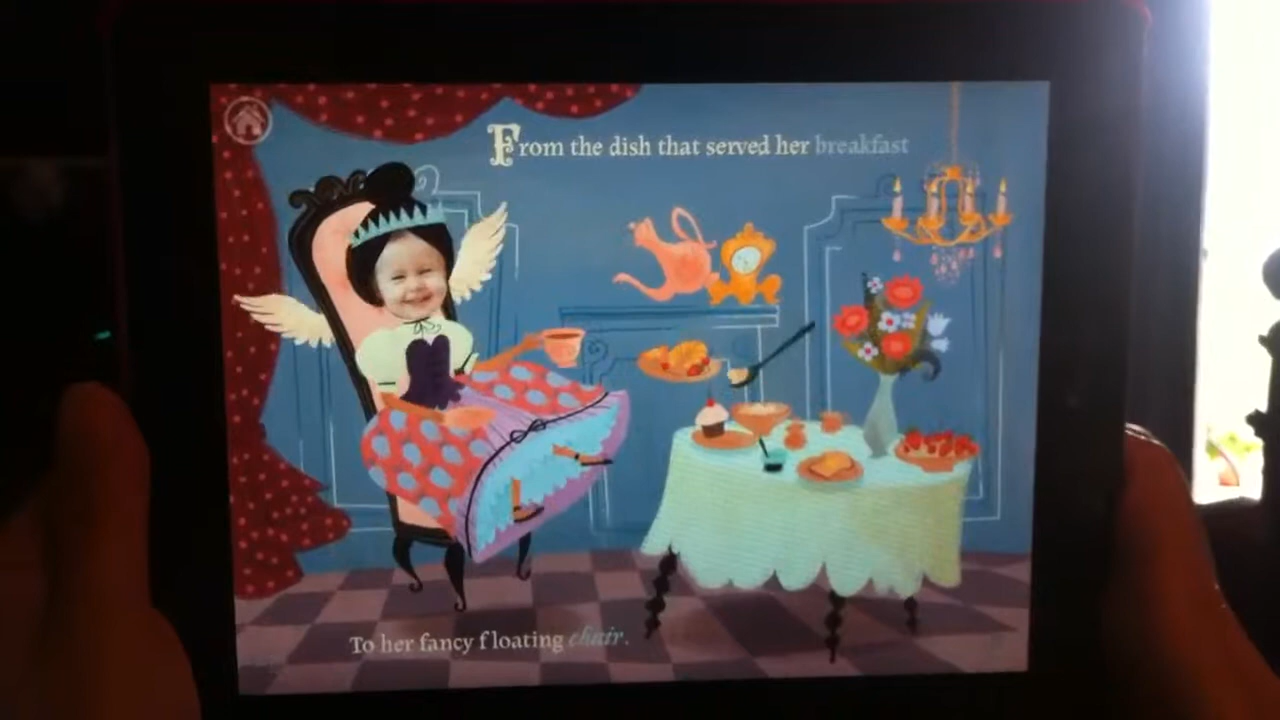 From the dish that served her breakfast
To her fancy floating chair.